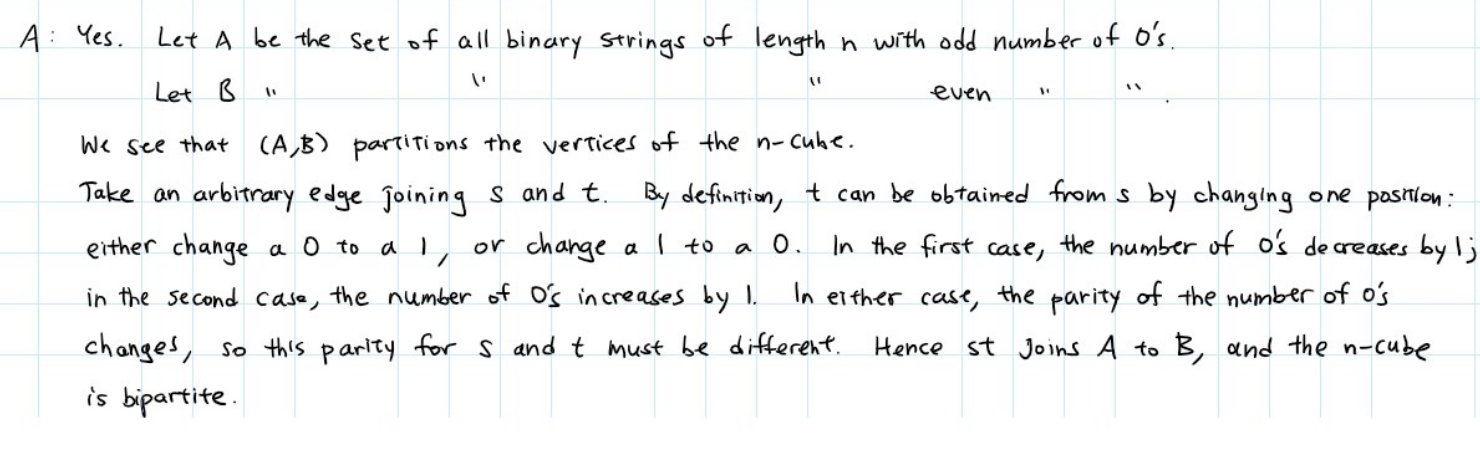 A: Yes. Let A be the set of all binary strings of length n with odd number of 0's.
Let B " " " even " ".
We see that (A,B) partitions the vertices of the n-cube.
Take an arbitrary edge joining s and t. By definition, t can be obtained from s by changing one position:
either change a 0 to a 1, or change a 1 to a 0. In the first case, the number of 0's decreases by 1;
in the second case, the number of 0's increases by 1. In either case, the parity of the number of 0's
changes, so this parity for s and t must be different. Hence st joins A to B, and the n-cube
is bipartite.